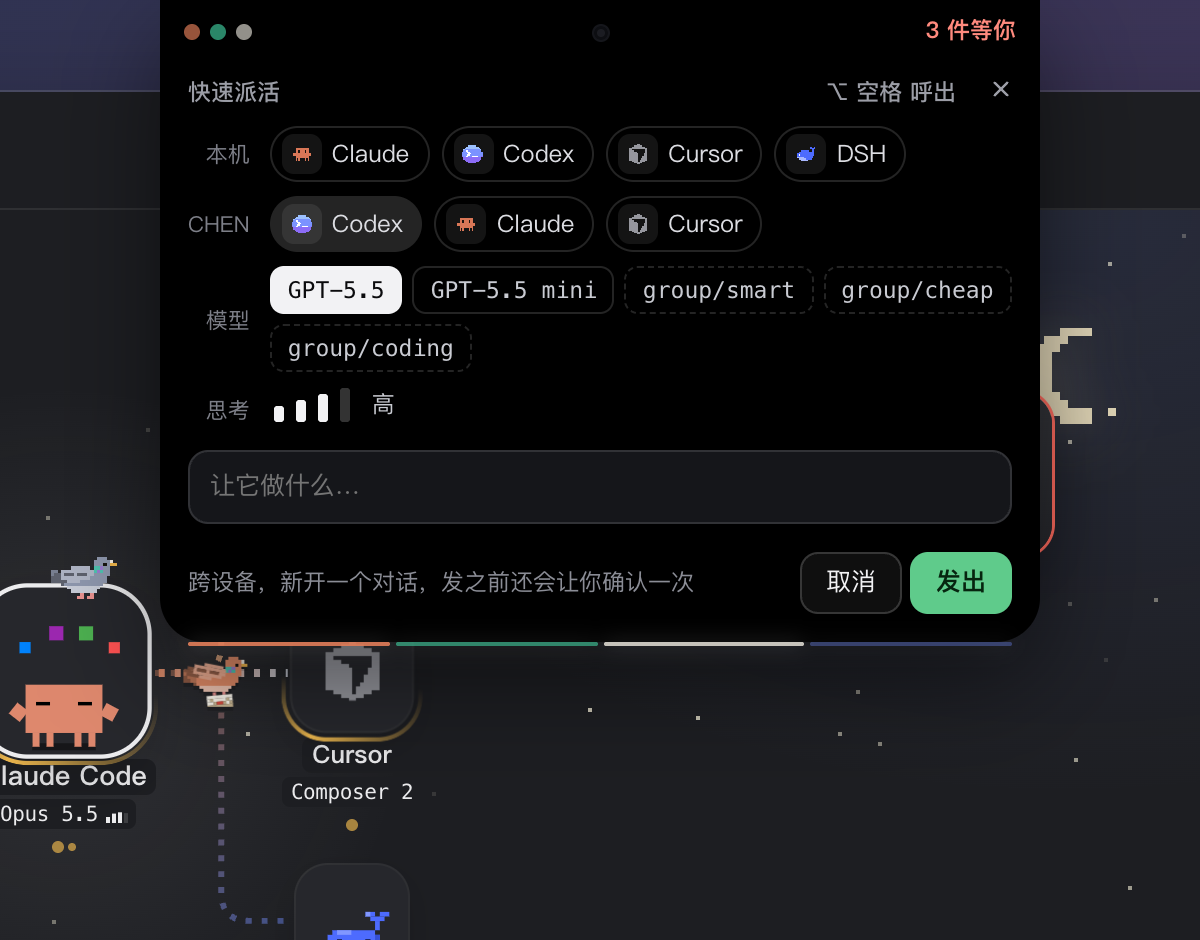 3 件等你
快速派活 ⌥ 空格 呼出 ✕
本机 Claude Codex Cursor DSH
CHEN Codex Claude Cursor
模型 GPT-5.5 GPT-5.5 mini group/smart group/cheap
group/coding
思考 高
让它做什么…
跨设备，新开一个对话，发之前还会让你确认一次 取消 发出
laude Code
Opus 5.5
Cursor
Composer 2